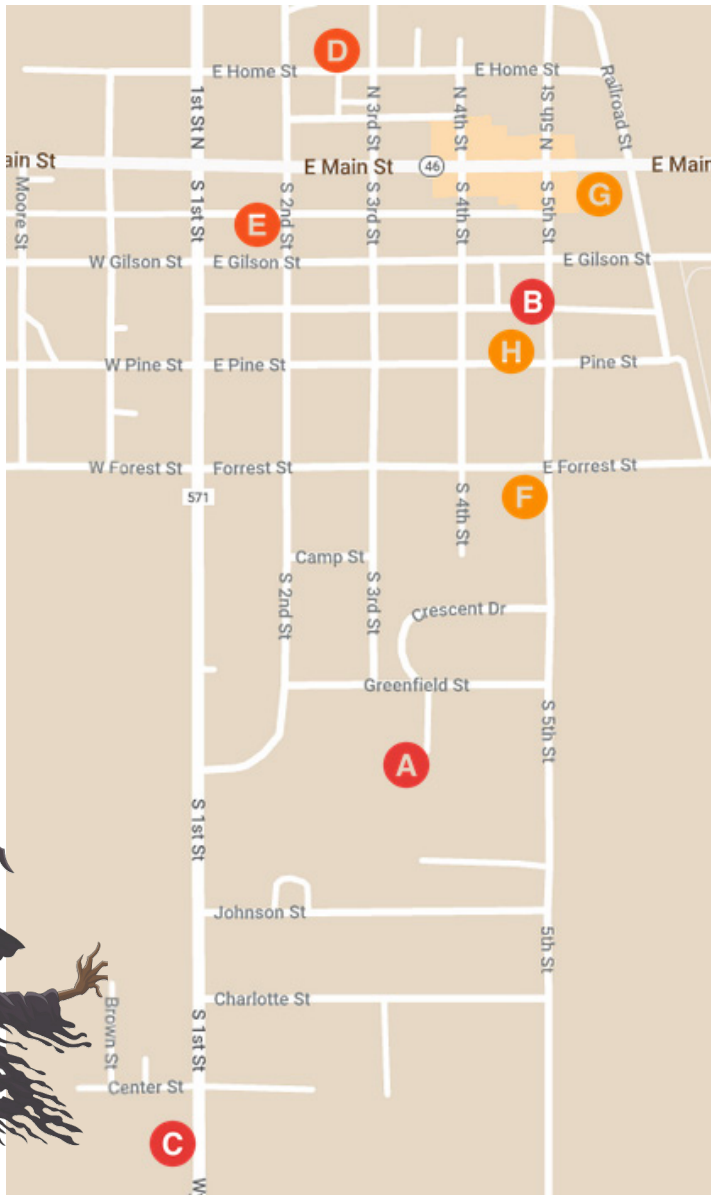 D
E Home St
E Home St
Railroad St
1st St N
N 3rd St
N 4th St
N 5th St
ain St
E Main St
46
E Mair
Moore St
S 1st St
S 2nd St
S 3rd St
S 4th St
S 5th St
G
E
W Gilson St
E Gilson St
E Gilson St
B
H
W Pine St
E Pine St
Pine St
W Forest St
Forrest St
E Forrest St
571
F
S 4th St
Camp St
S 2nd St
S 3rd St
Crescent Dr
Greenfield St
S 5th St
A
S 1st St
Johnson St
5th St
Charlotte St
Brown St
S 1st St
Center St
C
W